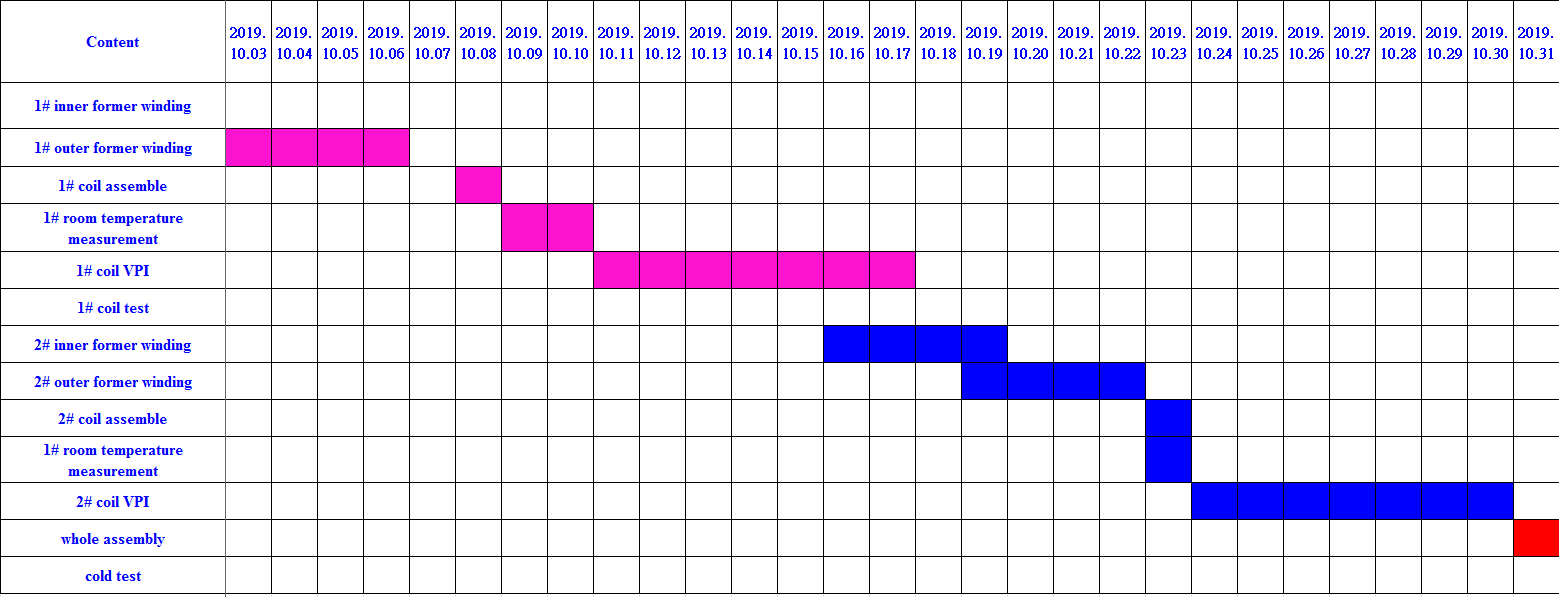 Content 2019. 2019. 2019. 2019. 2019. 2019. 2019. 2019. 2019. 2019. 2019. 2019. 2019. 2019. 2019. 2019. 2019. 2019. 2019. 2019. 2019. 2019. 2019. 2019. 2019. 2019. 2019. 2019. 2019.
10.03 10.04 10.05 10.06 10.07 10.08 10.09 10.10 10.11 10.12 10.13 10.14 10.15 10.16 10.17 10.18 10.19 10.20 10.21 10.22 10.23 10.24 10.25 10.26 10.27 10.28 10.29 10.30 10.31
1# inner former winding
1# outer former winding
1# coil assemble
1# room temperature
measurement
1# coil VPI
1# coil test
2# inner former winding
2# outer former winding
2# coil assemble
1# room temperature
measurement
2# coil VPI
whole assembly
cold test